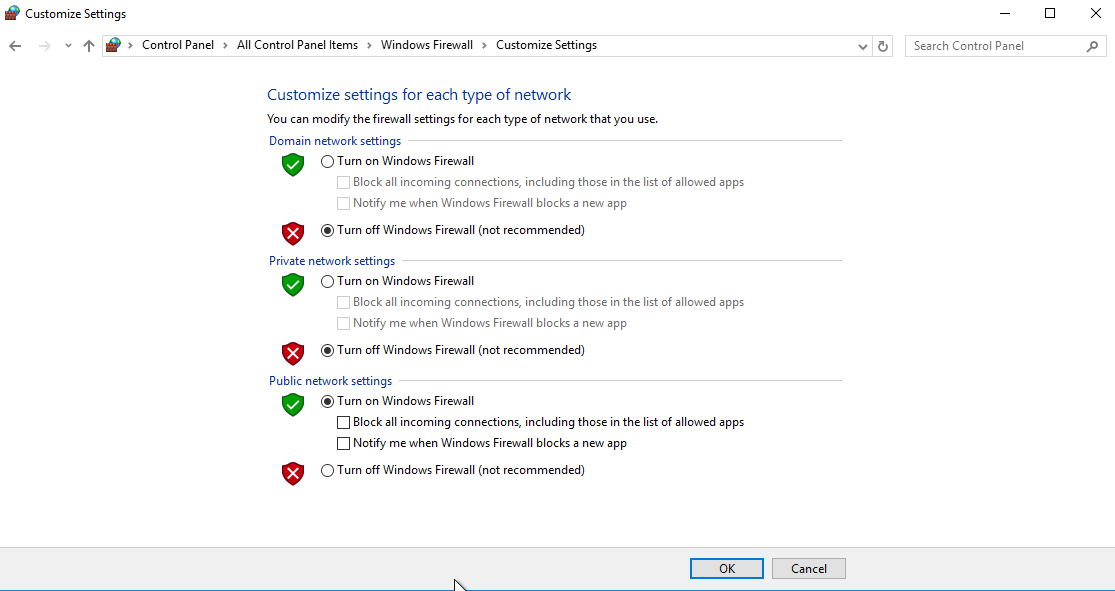 Customize Settings
Control Panel > All Control Panel Items > Windows Firewall > Customize Settings
Search Control Panel
Customize settings for each type of network
You can modify the firewall settings for each type of network that you use.
Domain network settings
Turn on Windows Firewall
Block all incoming connections, including those in the list of allowed apps
Notify me when Windows Firewall blocks a new app
Turn off Windows Firewall (not recommended)
Private network settings
Turn on Windows Firewall
Block all incoming connections, including those in the list of allowed apps
Notify me when Windows Firewall blocks a new app
Turn off Windows Firewall (not recommended)
Public network settings
Turn on Windows Firewall
Block all incoming connections, including those in the list of allowed apps
Notify me when Windows Firewall blocks a new app
Turn off Windows Firewall (not recommended)
OK
Cancel